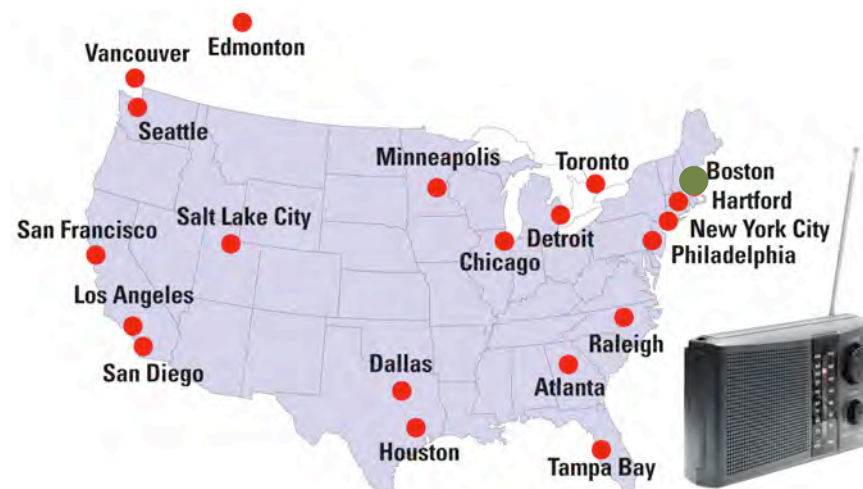 Edmonton
Vancouver
Seattle
Minneapolis
Toronto
Boston
Hartford
New York City
Philadelphia
Detroit
Chicago
Salt Lake City
San Francisco
Los Angeles
San Diego
Dallas
Houston
Raleigh
Atlanta
Tampa Bay